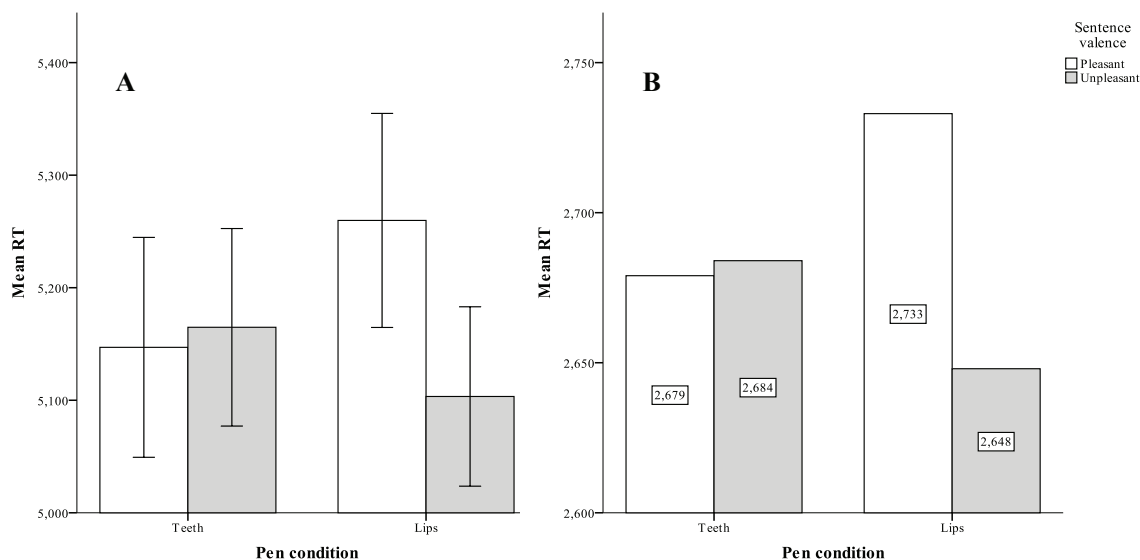 A
Mean RT
5,400
5,300
5,200
5,100
5,000
Teeth
Lips
Pen condition
B
Mean RT
2,750
2,700
2,650
2,600
2,679
2,684
2,733
2,648
Teeth
Lips
Pen condition
Sentence
valence
Pleasant
Unpleasant